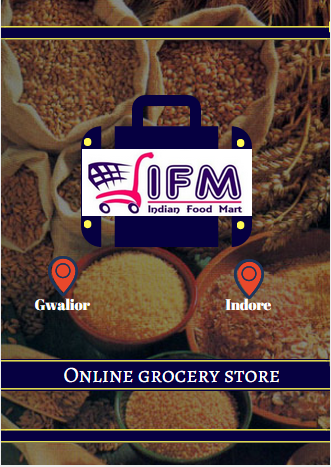 IFM
Indian Food Mart
Gwalior
Indore
Online grocery store